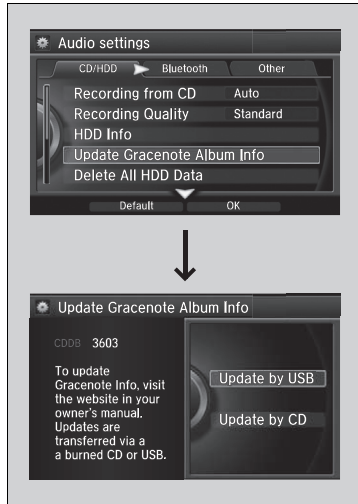 Audio settings
CD/HDD Bluetooth Other
Recording from CD Auto
Recording Quality Standard
HDD Info
Update Gracenote Album Info
Delete All HDD Data
Default OK
Update Gracenote Album Info
CDDB 3603
To update
Gracenote Info, visit
the website in your
owner's manual.
Updates are
transferred via a
a burned CD or USB.
Update by USB
Update by CD